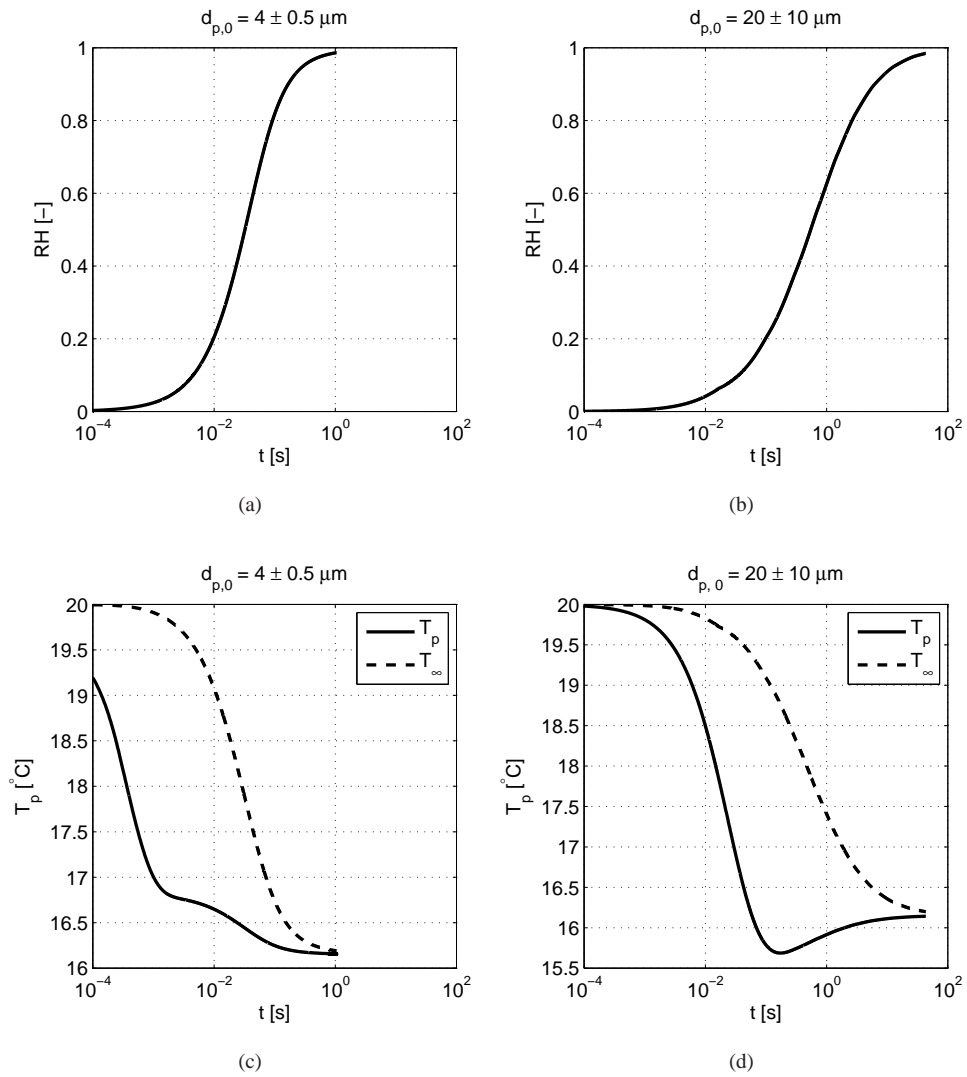 d_{p,0} = 4 ± 0.5 μm
1
0.8
0.6
0.4
0.2
0
RH [−]
10^{−4}
10^{−2}
10^{0}
10^{2}
t [s]
(a)
d_{p,0} = 20 ± 10 μm
1
0.8
0.6
0.4
0.2
0
RH [−]
10^{−4}
10^{−2}
10^{0}
10^{2}
t [s]
(b)
d_{p,0} = 4 ± 0.5 μm
20
19.5
19
18.5
18
17.5
17
16.5
16
T_p [°C]
T_p
T_∞
10^{−4}
10^{−2}
10^{0}
10^{2}
t [s]
(c)
d_{p, 0} = 20 ± 10 μm
20
19.5
19
18.5
18
17.5
17
16.5
16
15.5
T_p [°C]
T_p
T_∞
10^{−4}
10^{−2}
10^{0}
10^{2}
t [s]
(d)